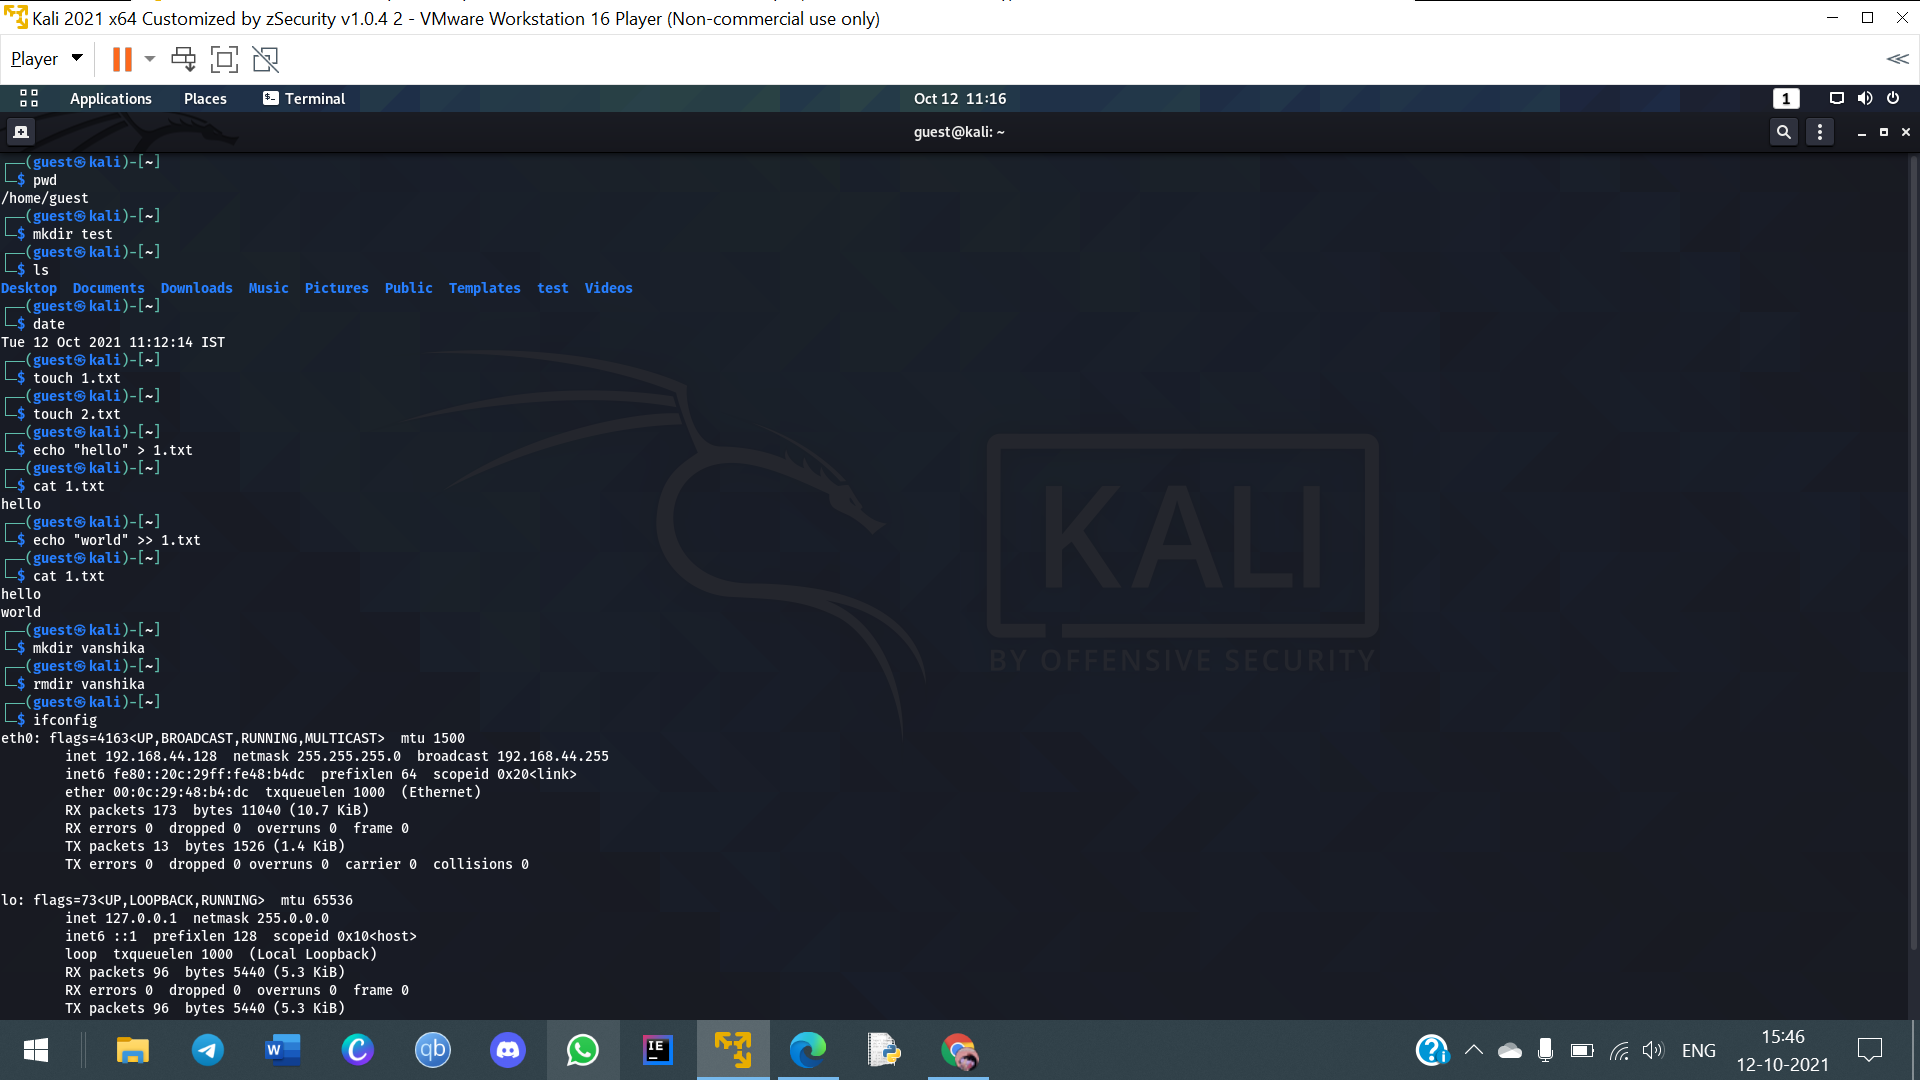 Kali 2021 x64 Customized by zSecurity v1.0.4 2 - VMware Workstation 16 Player (Non-commercial use only)
Player
Applications Places Terminal Oct 12 11:16 1
guest@kali: ~
┌──(guest㉿kali)-[~]
└─$ pwd
/home/guest
┌──(guest㉿kali)-[~]
└─$ mkdir test
┌──(guest㉿kali)-[~]
└─$ ls
Desktop Documents Downloads Music Pictures Public Templates test Videos
┌──(guest㉿kali)-[~]
└─$ date
Tue 12 Oct 2021 11:12:14 IST
┌──(guest㉿kali)-[~]
└─$ touch 1.txt
┌──(guest㉿kali)-[~]
└─$ touch 2.txt
┌──(guest㉿kali)-[~]
└─$ echo "hello" > 1.txt
┌──(guest㉿kali)-[~]
└─$ cat 1.txt
hello
┌──(guest㉿kali)-[~]
└─$ echo "world" >> 1.txt
┌──(guest㉿kali)-[~]
└─$ cat 1.txt
hello
world
┌──(guest㉿kali)-[~]
└─$ mkdir vanshika
┌──(guest㉿kali)-[~]
└─$ rmdir vanshika
┌──(guest㉿kali)-[~]
└─$ ifconfig
eth0: flags=4163<UP,BROADCAST,RUNNING,MULTICAST> mtu 1500
inet 192.168.44.128 netmask 255.255.255.0 broadcast 192.168.44.255
inet6 fe80::20c:29ff:fe48:b4dc prefixlen 64 scopeid 0x20<link>
ether 00:0c:29:48:b4:dc txqueuelen 1000 (Ethernet)
RX packets 173 bytes 11040 (10.7 KiB)
RX errors 0 dropped 0 overruns 0 frame 0
TX packets 13 bytes 1526 (1.4 KiB)
TX errors 0 dropped 0 overruns 0 carrier 0 collisions 0
lo: flags=73<UP,LOOPBACK,RUNNING> mtu 65536
inet 127.0.0.1 netmask 255.0.0.0
inet6 ::1 prefixlen 128 scopeid 0x10<host>
loop txqueuelen 1000 (Local Loopback)
RX packets 96 bytes 5440 (5.3 KiB)
RX errors 0 dropped 0 overruns 0 frame 0
TX packets 96 bytes 5440 (5.3 KiB)
KALI
BY OFFENSIVE SECURITY
W
C
qb
IE
ENG
15:46
12-10-2021